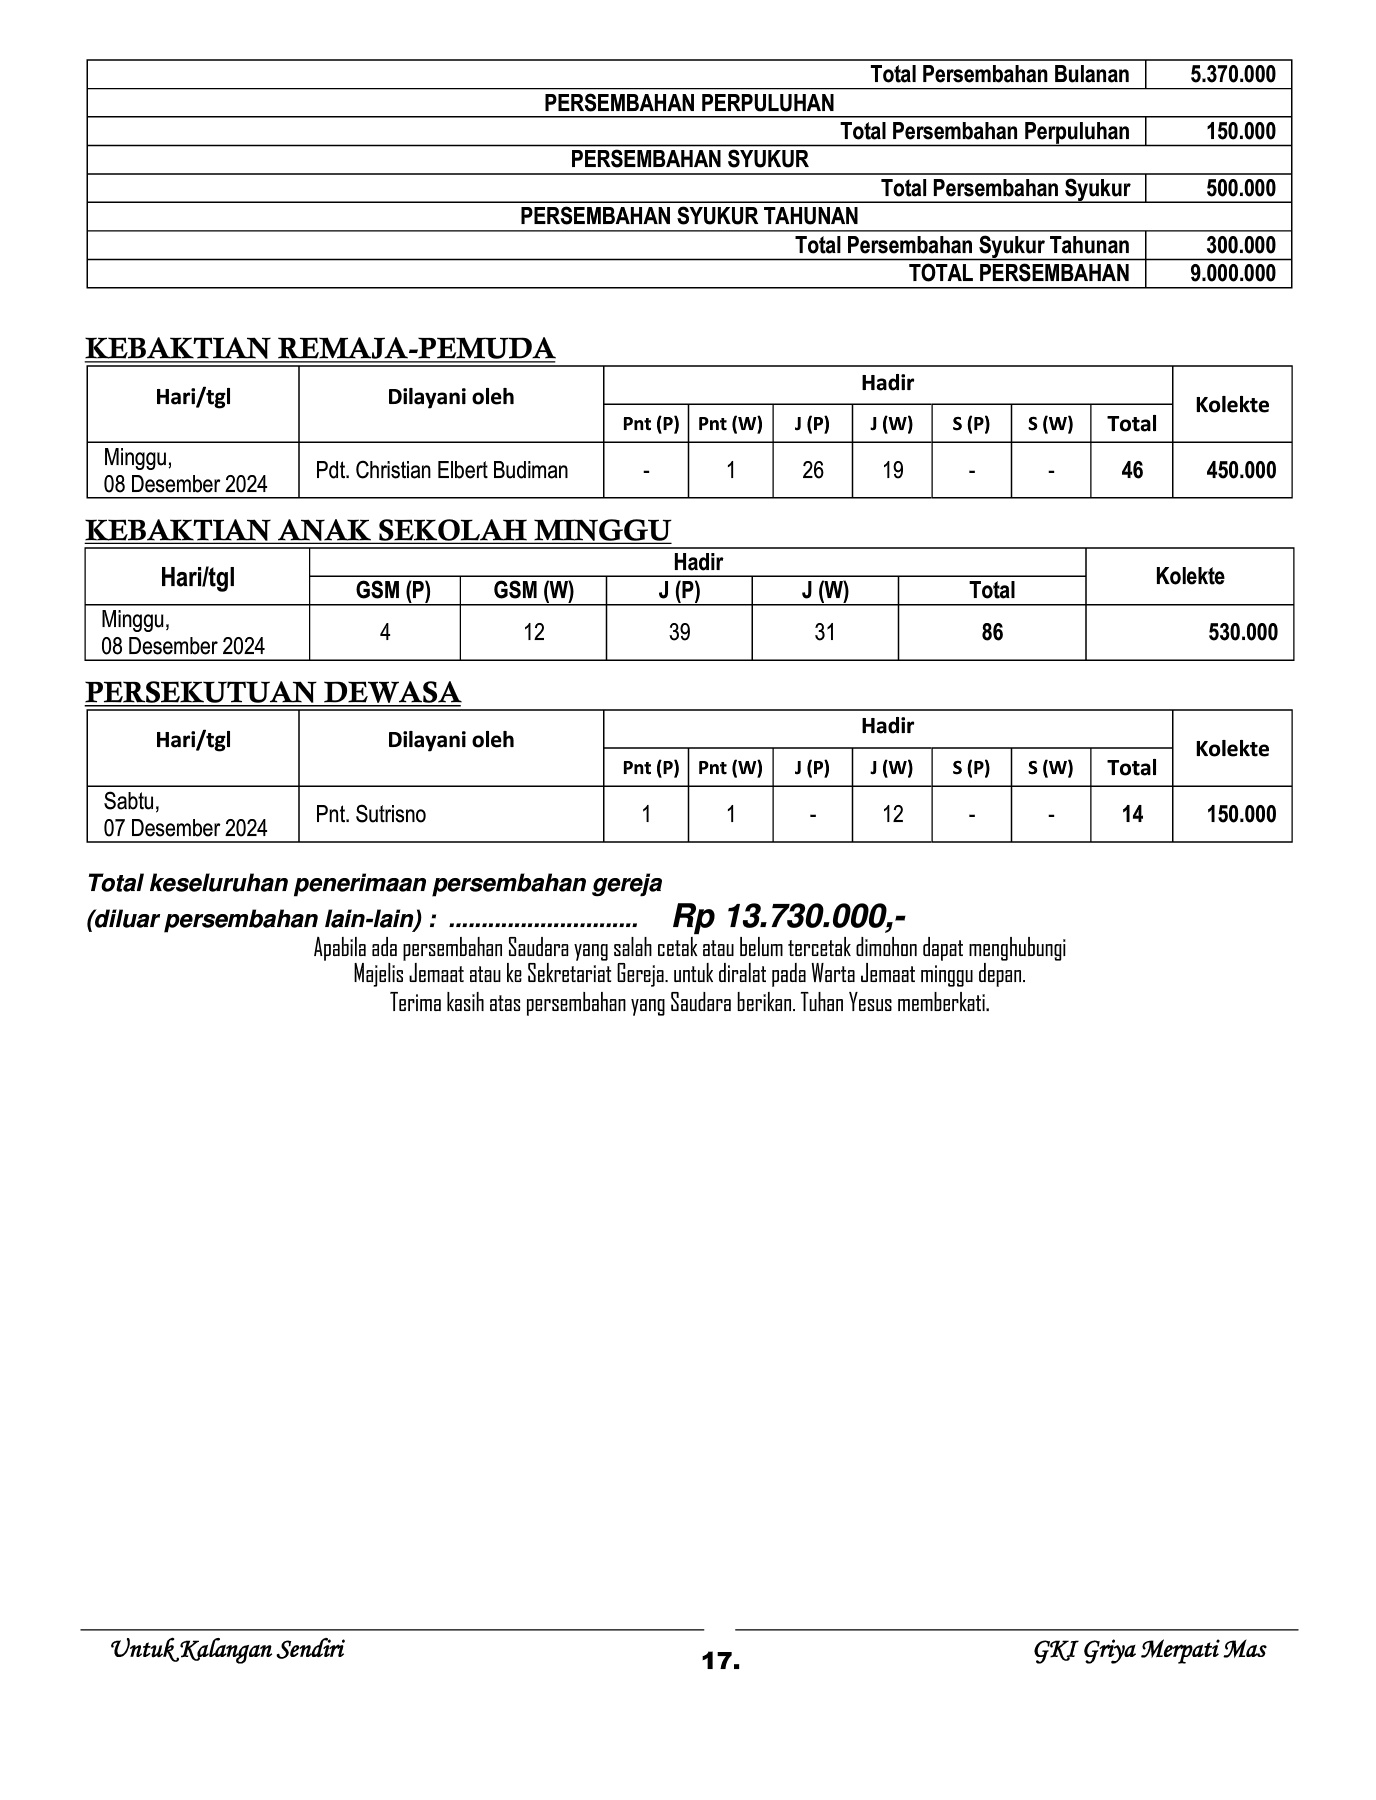 Total Persembahan Bulanan 5.370.000
PERSEMBAHAN PERPULUHAN
Total Persembahan Perpuluhan 150.000
PERSEMBAHAN SYUKUR
Total Persembahan Syukur 500.000
PERSEMBAHAN SYUKUR TAHUNAN
Total Persembahan Syukur Tahunan 300.000
TOTAL PERSEMBAHAN 9.000.000
KEBAKTIAN REMAJA-PEMUDA
Hari/tgl Dilayani oleh Hadir Kolekte
Pnt (P) Pnt (W) J (P) J (W) S (P) S (W) Total
Minggu,
08 Desember 2024 Pdt. Christian Elbert Budiman - 1 26 19 - - 46 450.000
KEBAKTIAN ANAK SEKOLAH MINGGU
Hari/tgl Hadir Kolekte
GSM (P) GSM (W) J (P) J (W) Total
Minggu,
08 Desember 2024 4 12 39 31 86 530.000
PERSEKUTUAN DEWASA
Hari/tgl Dilayani oleh Hadir Kolekte
Pnt (P) Pnt (W) J (P) J (W) S (P) S (W) Total
Sabtu,
07 Desember 2024 Pnt. Sutrisno 1 1 - 12 - - 14 150.000
Total keseluruhan penerimaan persembahan gereja
(diluar persembahan lain-lain) : ............................. Rp 13.730.000,-
Apabila ada persembahan Saudara yang salah cetak atau belum tercetak dimohon dapat menghubungi
Majelis Jemaat atau ke Sekretariat Gereja. untuk diralat pada Warta Jemaat minggu depan.
Terima kasih atas persembahan yang Saudara berikan. Tuhan Yesus memberkati.
Untuk Kalangan Sendiri 17. GKI Griya Merpati Mas